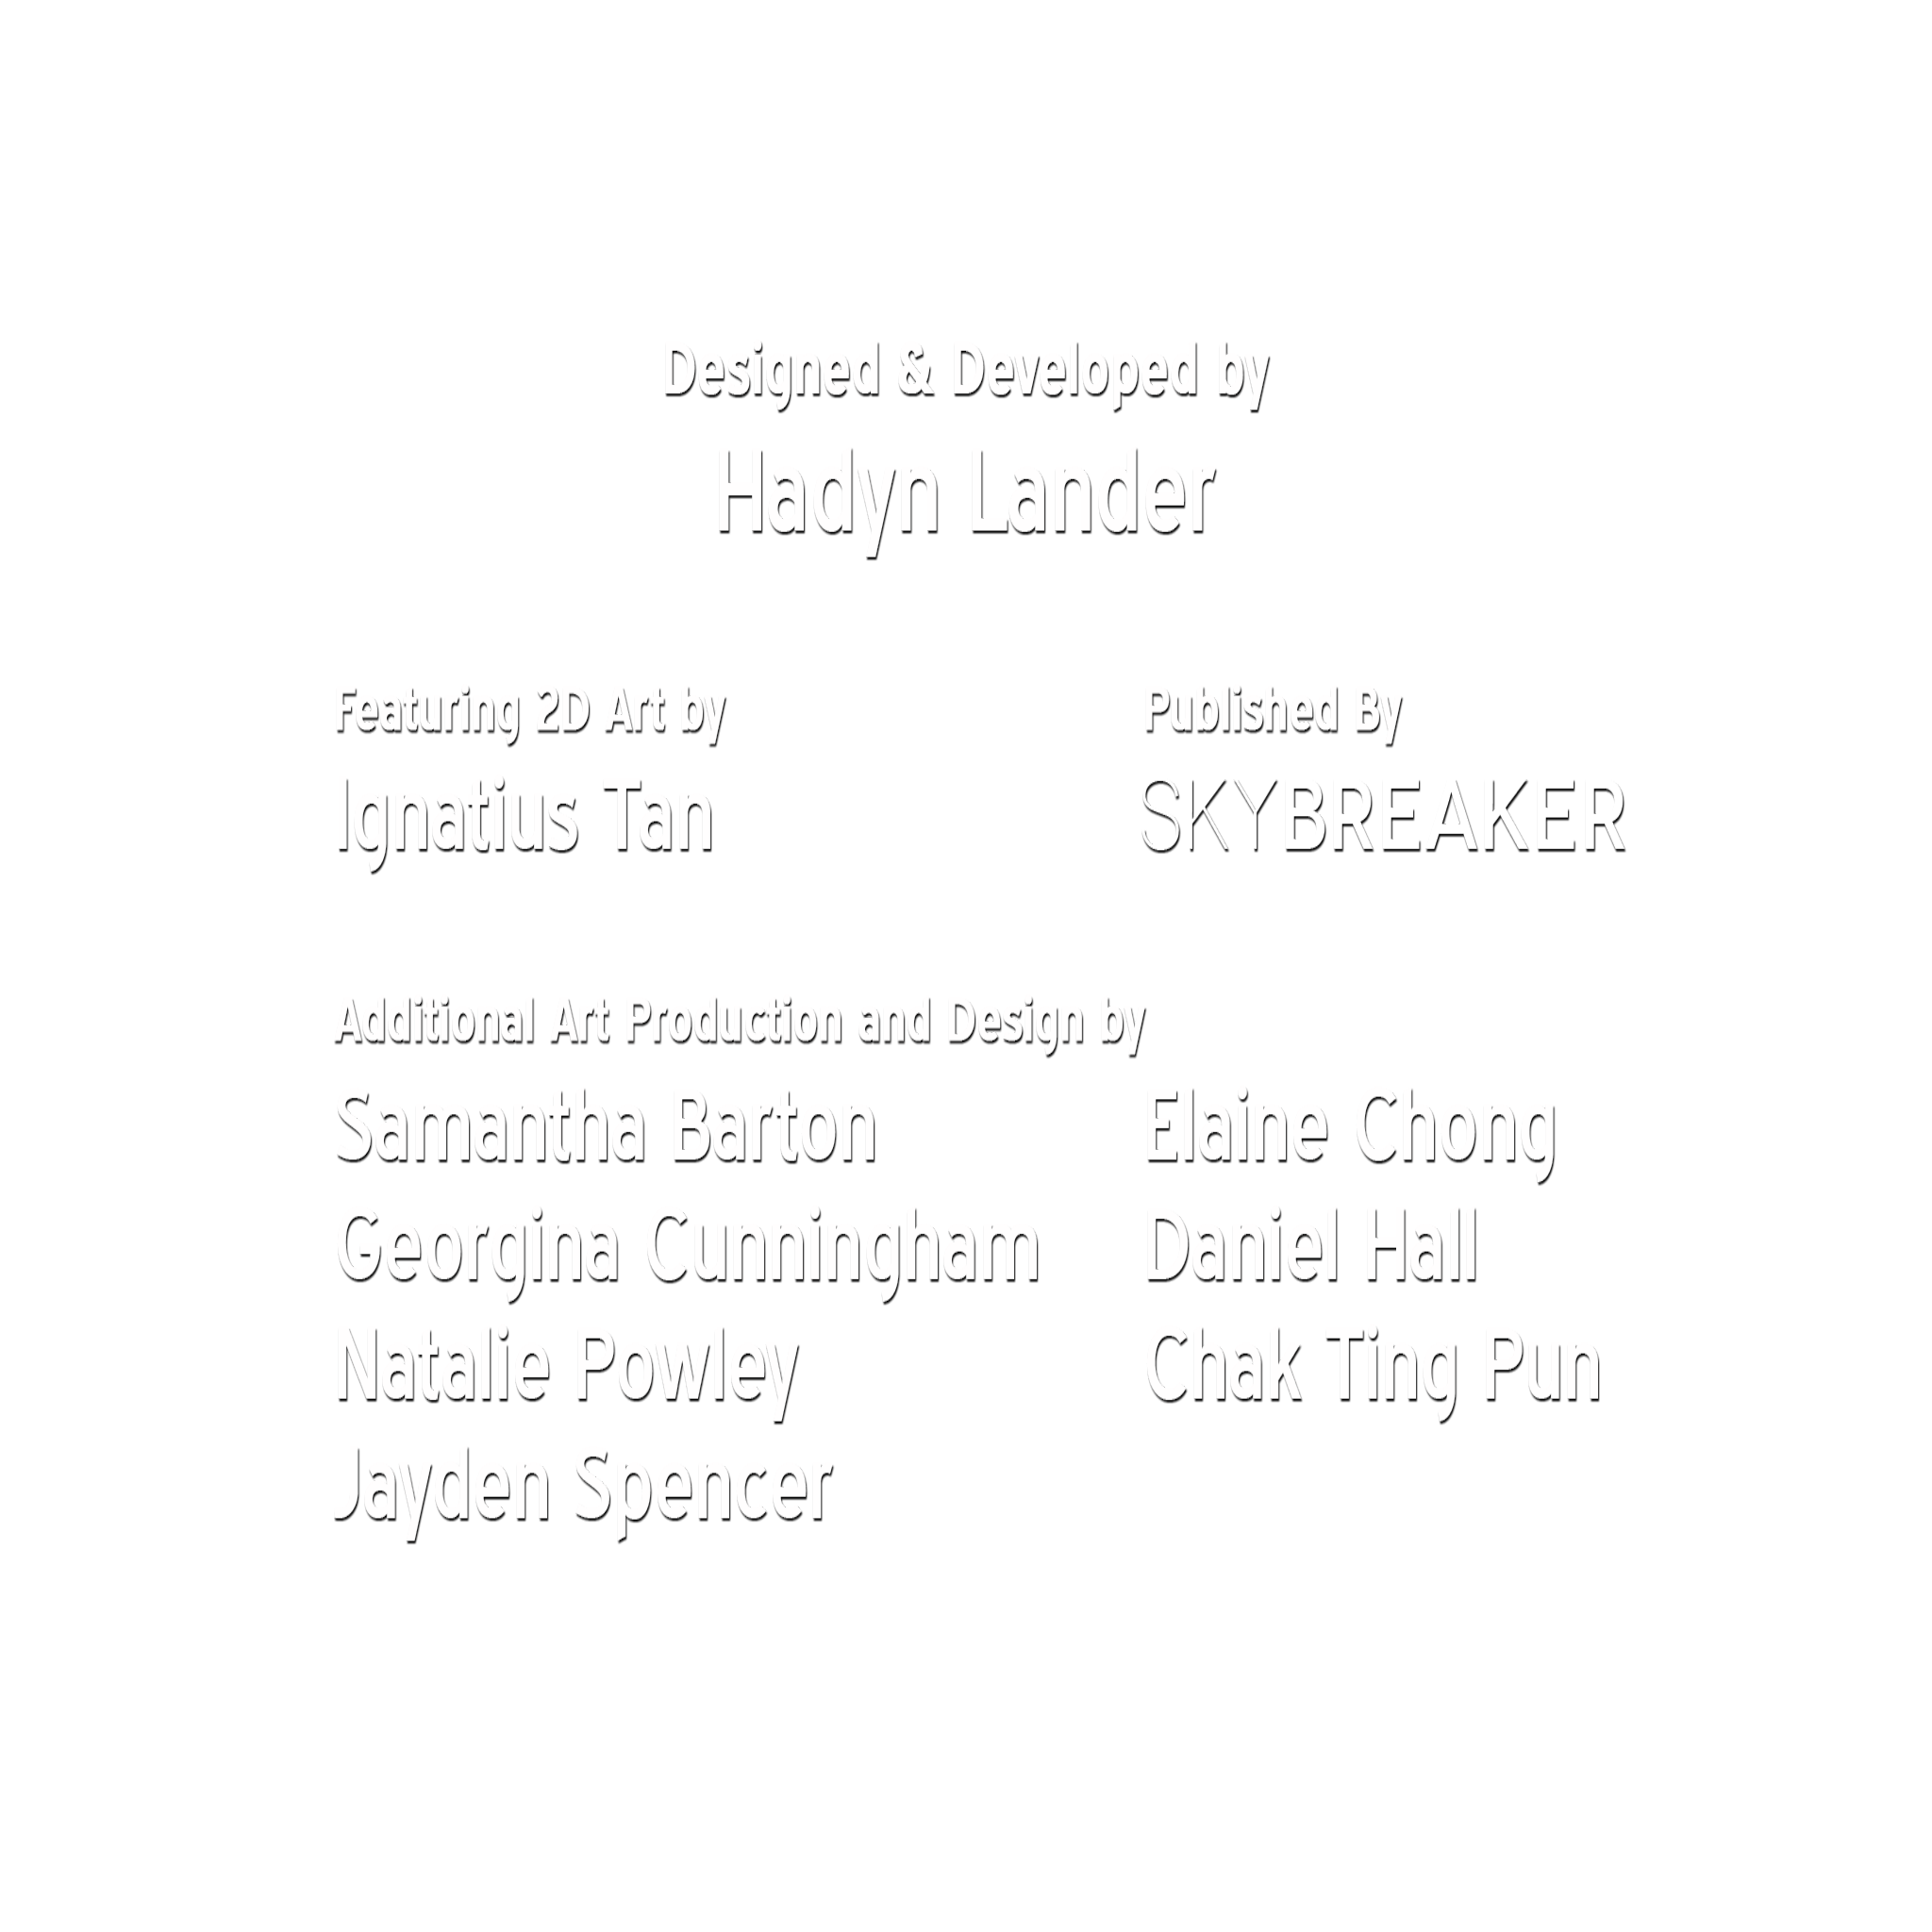 Designed & Developed by
Hadyn Lander
Featuring 2D Art by
Ignatius Tan
Published By
SKYBREAKER
Additional Art Production and Design by
Samantha Barton
Georgina Cunningham
Natalie Powley
Jayden Spencer
Elaine Chong
Daniel Hall
Chak Ting Pun